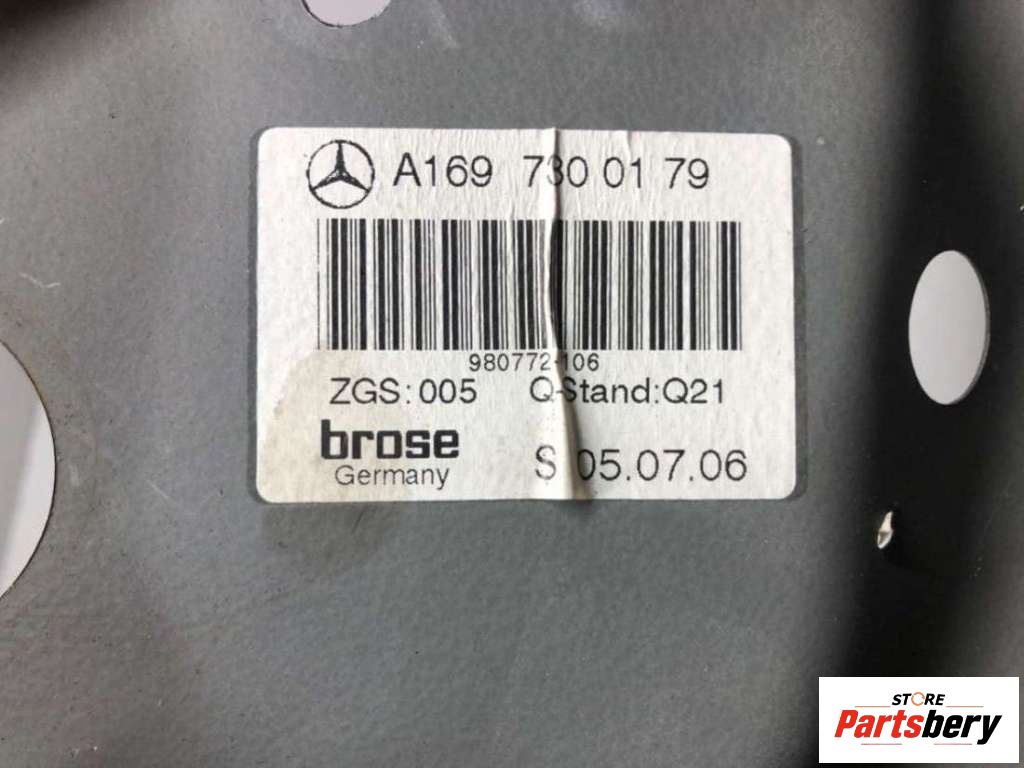 A169 730 01 79
980772-106
ZGS:005 Q-Stand:Q21
brose
Germany
S 05.07.06
STORE
Partsbery